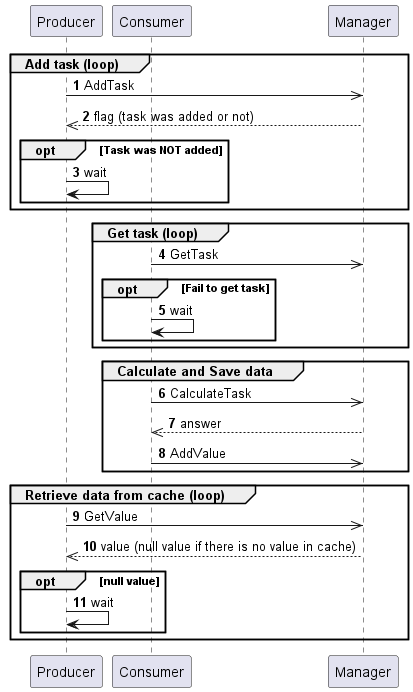 Producer Consumer Manager
Add task (loop)
1 AddTask
2 flag (task was added or not)
opt [Task was NOT added]
3 wait
Get task (loop)
4 GetTask
opt [Fail to get task]
5 wait
Calculate and Save data
6 CalculateTask
7 answer
8 AddValue
Retrieve data from cache (loop)
9 GetValue
10 value (null value if there is no value in cache)
opt [null value]
11 wait
Producer Consumer Manager